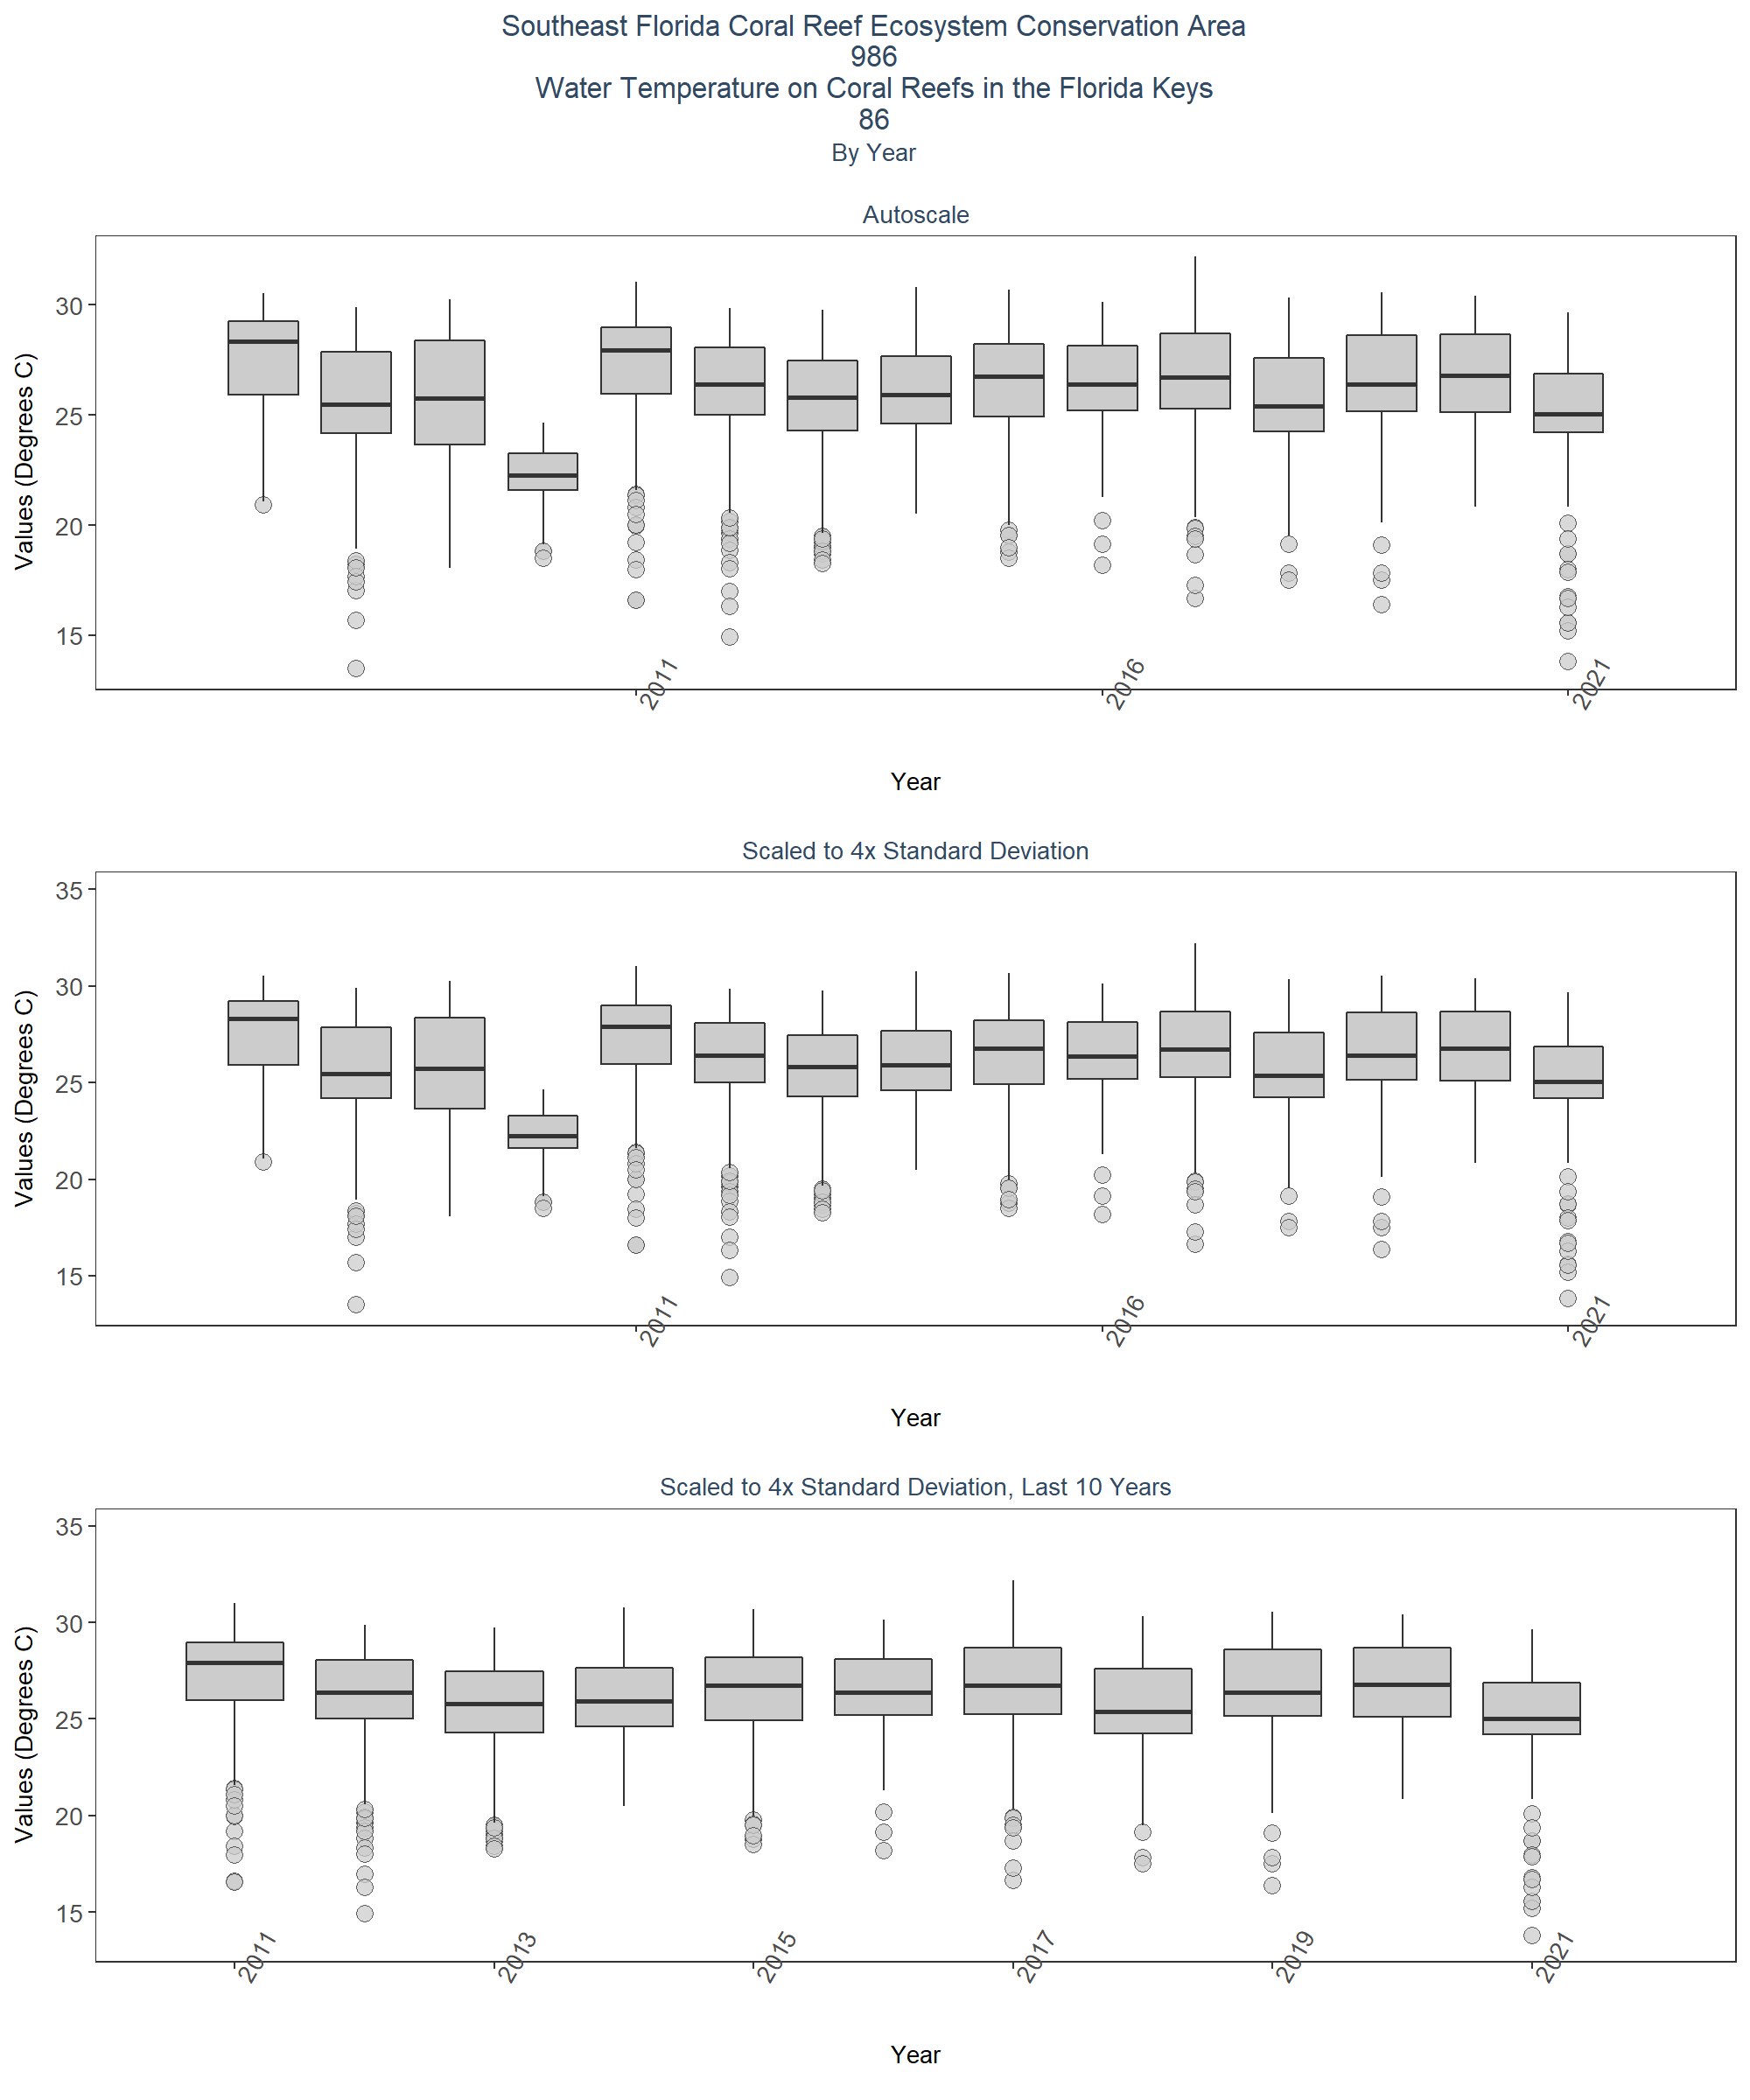 Southeast Florida Coral Reef Ecosystem Conservation Area
986
Water Temperature on Coral Reefs in the Florida Keys
86
By Year
Autoscale
Values (Degrees C)
30
25
20
15
2011
2016
2021
Year
Scaled to 4x Standard Deviation
Values (Degrees C)
35
30
25
20
15
2011
2016
2021
Year
Scaled to 4x Standard Deviation, Last 10 Years
Values (Degrees C)
35
30
25
20
15
2011
2013
2015
2017
2019
2021
Year